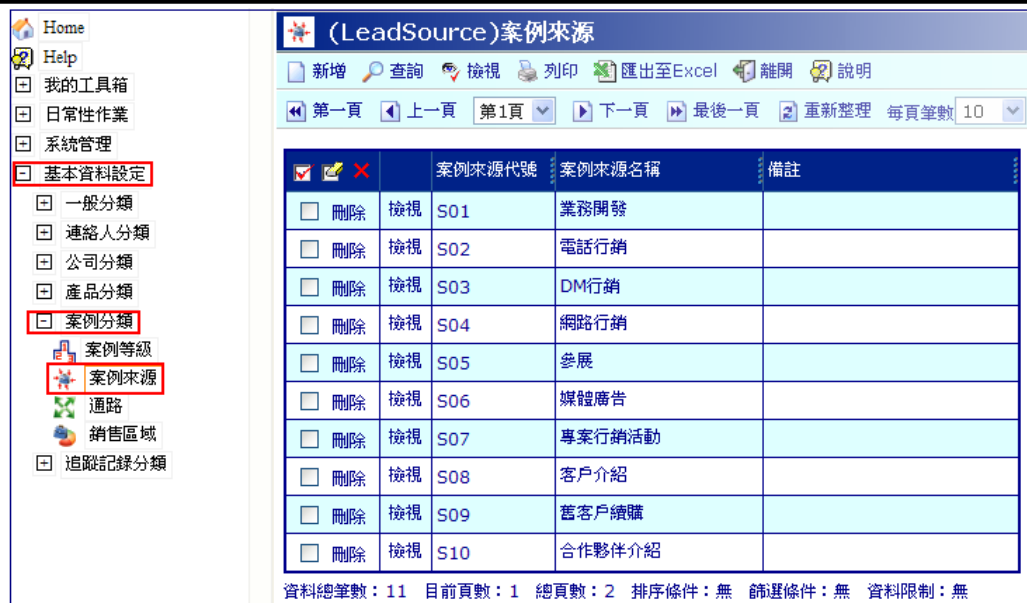 Home
Help
我的工具箱
日常性作業
系統管理
基本資料設定
一般分類
連絡人分類
公司分類
產品分類
案例分類
案例等級
案例來源
通路
銷售區域
追蹤記錄分類
(LeadSource)案例來源
新增 查詢 檢視 列印 匯出至Excel 離開 說明
第一頁 上一頁 第1頁 下一頁 最後一頁 重新整理 每頁筆數 10
案例來源代號 案例來源名稱 備註
刪除 檢視 S01 業務開發
刪除 檢視 S02 電話行銷
刪除 檢視 S03 DM行銷
刪除 檢視 S04 網路行銷
刪除 檢視 S05 參展
刪除 檢視 S06 媒體廣告
刪除 檢視 S07 專案行銷活動
刪除 檢視 S08 客戶介紹
刪除 檢視 S09 舊客戶續購
刪除 檢視 S10 合作夥伴介紹
資料總筆數：11 目前頁數：1 總頁數：2 排序條件：無 篩選條件：無 資料限制：無